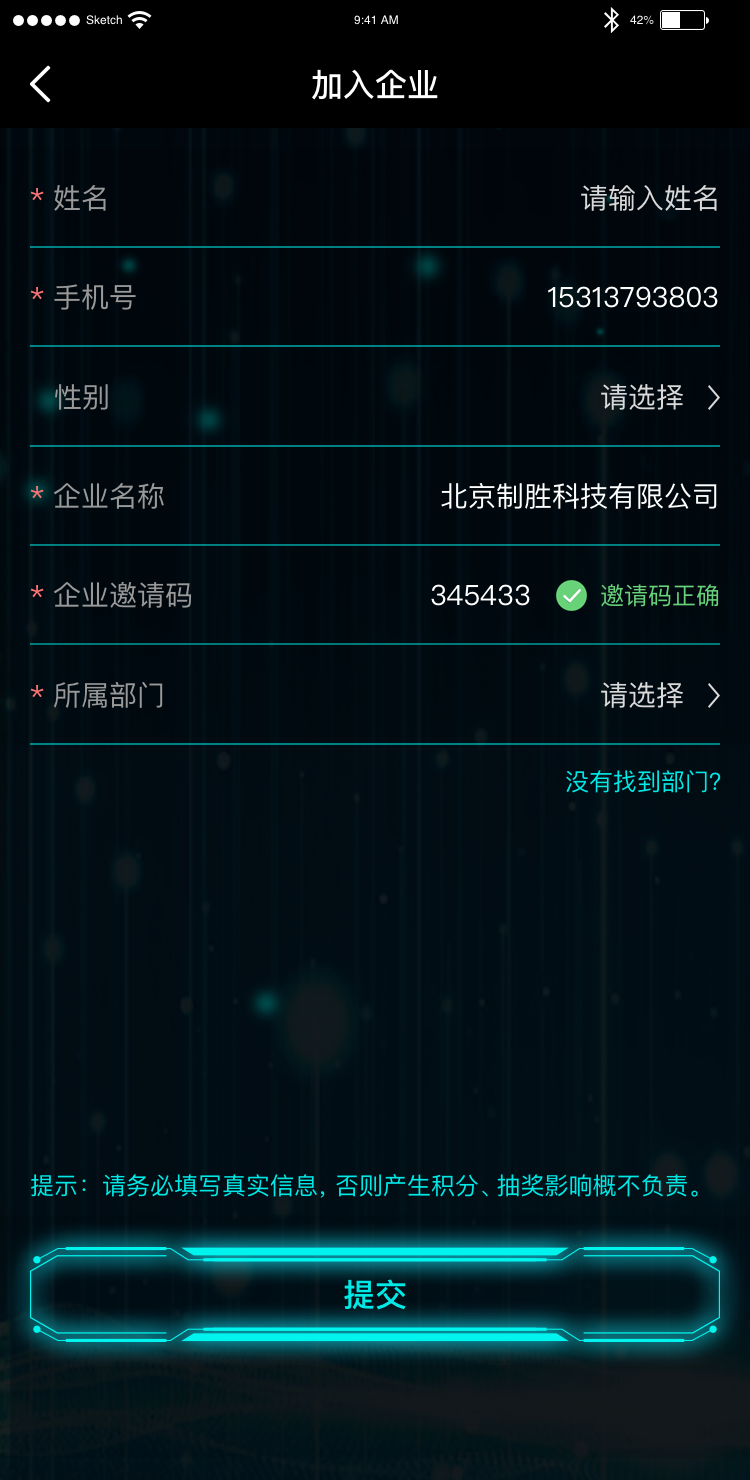 Sketch 9:41 AM 42%
加入企业
* 姓名 请输入姓名
* 手机号 15313793803
性别 请选择
* 企业名称 北京制胜科技有限公司
* 企业邀请码 345433 邀请码正确
* 所属部门 请选择
没有找到部门?
提示：请务必填写真实信息, 否则产生积分、抽奖影响概不负责。
提交